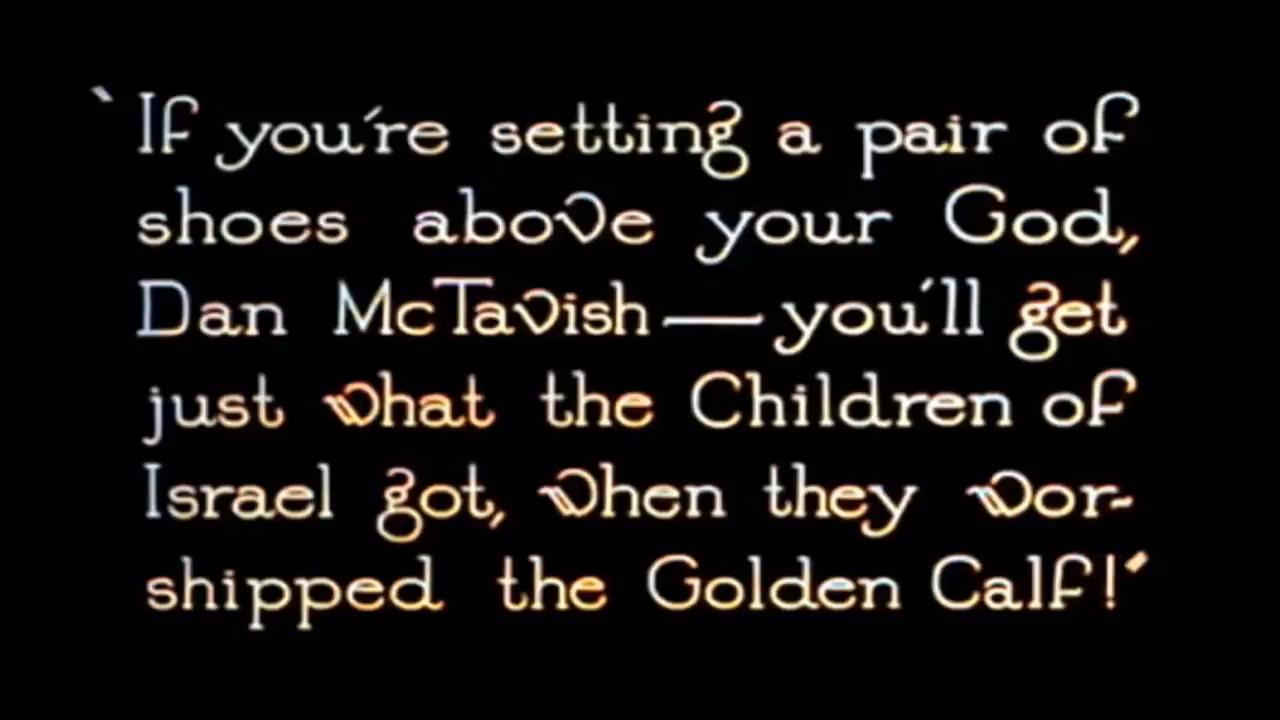 `If you're setting a pair of
shoes above your God,
Dan McTavish—you'll get
just what the Children of
Israel got, when they wor-
shipped the Golden Calf!'